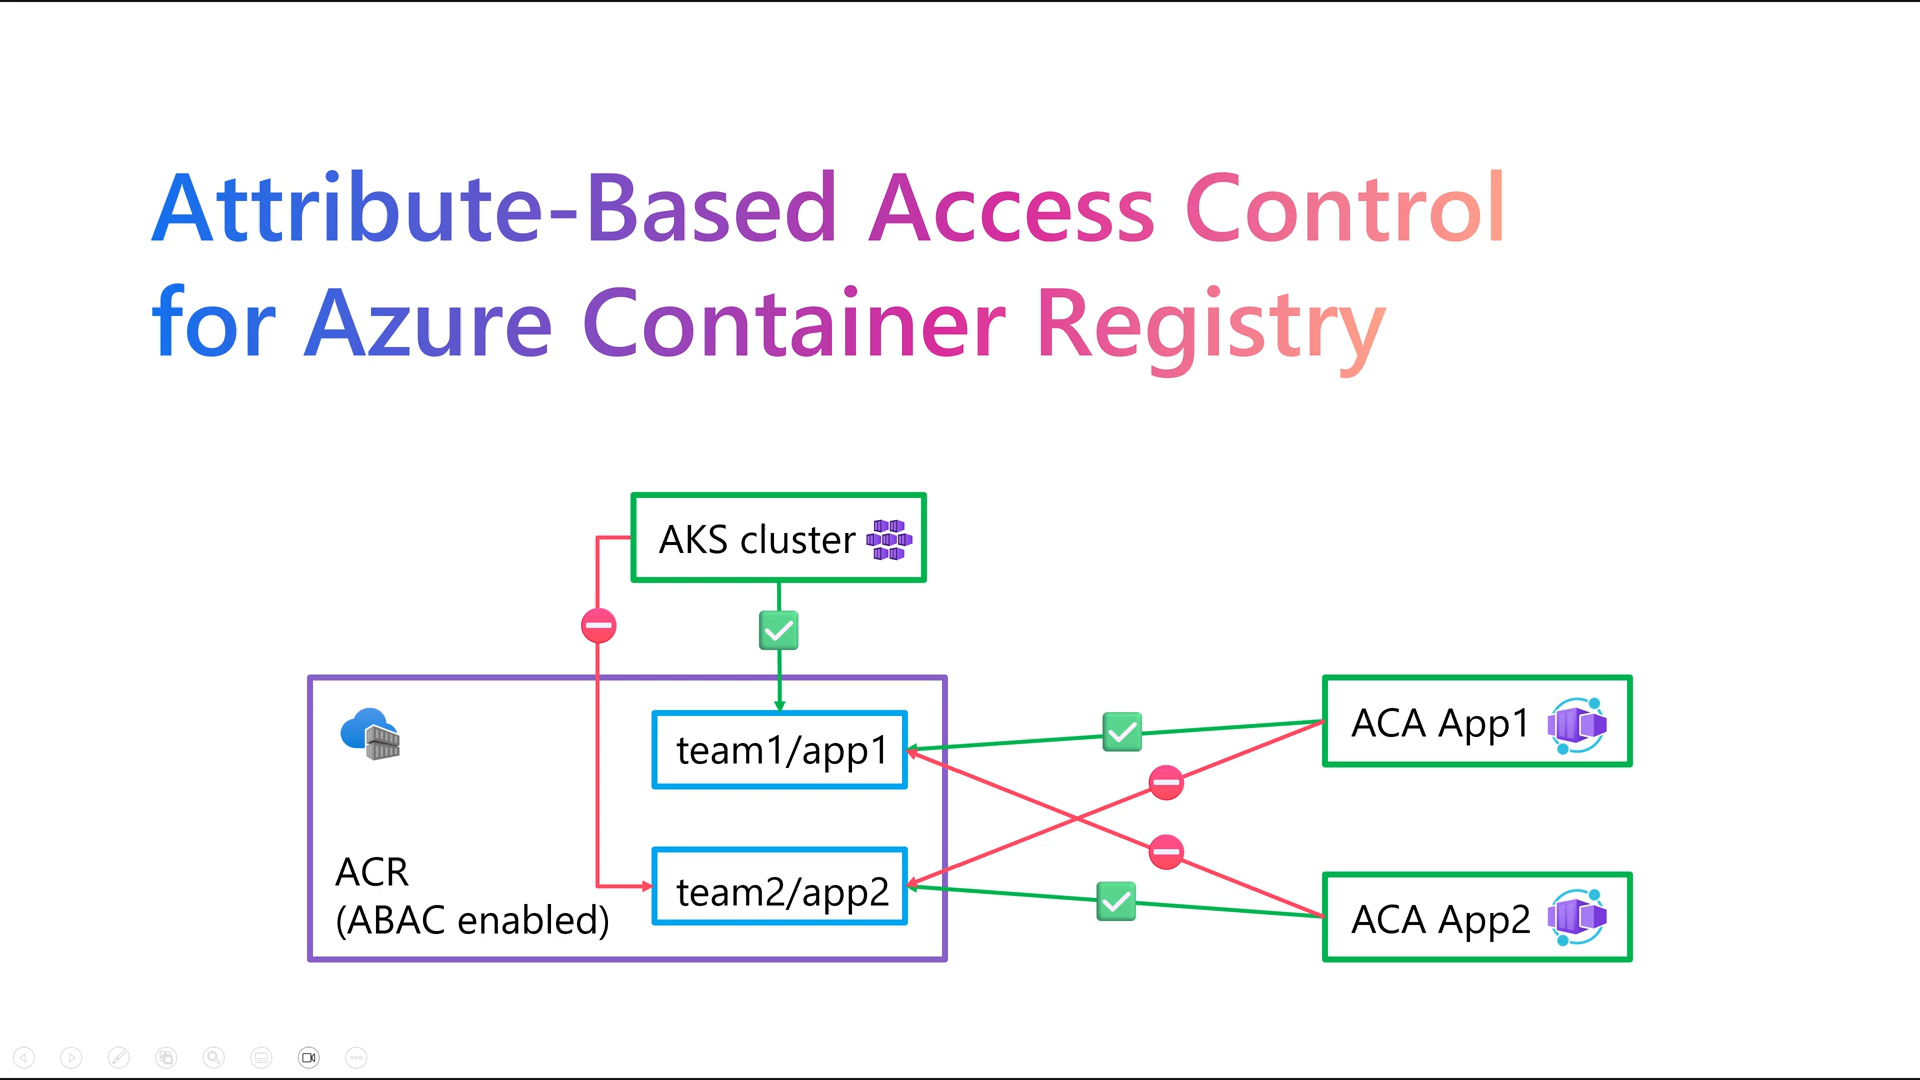 Attribute-Based Access Control
for Azure Container Registry
AKS cluster
team1/app1
ACA App1
ACR
(ABAC enabled)
team2/app2
ACA App2